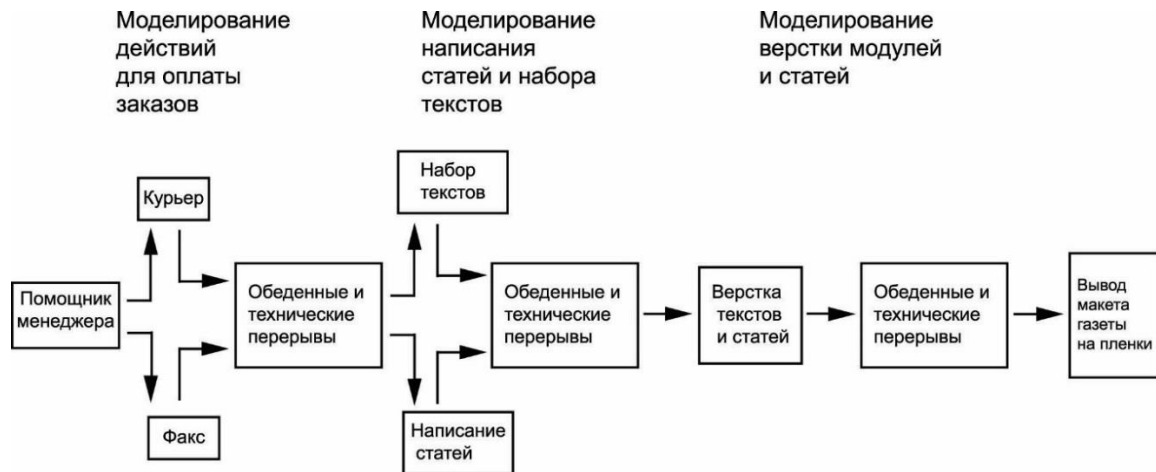 Моделирование
действий
для оплаты
заказов
Моделирование
написания
статей и набора
текстов
Моделирование
верстки модулей
и статей
Помощник
менеджера
Курьер
Факс
Обеденные и
технические
перерывы
Набор
текстов
Написание
статей
Обеденные и
технические
перерывы
Верстка
текстов
и статей
Обеденные и
технические
перерывы
Вывод
макета
газеты
на пленки